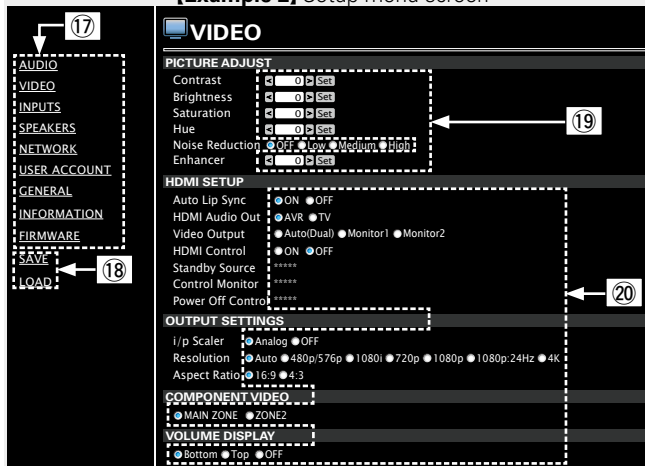 [Example 2] Setup menu screen
⑰
AUDIO
VIDEO
INPUTS
SPEAKERS
NETWORK
USER ACCOUNT
GENERAL
INFORMATION
FIRMWARE
SAVE
LOAD
⑱
VIDEO
PICTURE ADJUST
Contrast < 0 > Set
Brightness < 0 > Set
Saturation < 0 > Set
Hue < 0 > Set
Noise Reduction OFF Low Medium High
Enhancer < 0 > Set
⑲
HDMI SETUP
Auto Lip Sync ON OFF
HDMI Audio Out AVR TV
Video Output Auto(Dual) Monitor1 Monitor2
HDMI Control ON OFF
Standby Source *****
Control Monitor *****
Power Off Control *****
⑳
OUTPUT SETTINGS
i/p Scaler Analog OFF
Resolution Auto 480p/576p 1080i 720p 1080p 1080p:24Hz 4K
Aspect Ratio 16:9 4:3
COMPONENT VIDEO
MAIN ZONE ZONE2
VOLUME DISPLAY
Bottom Top OFF